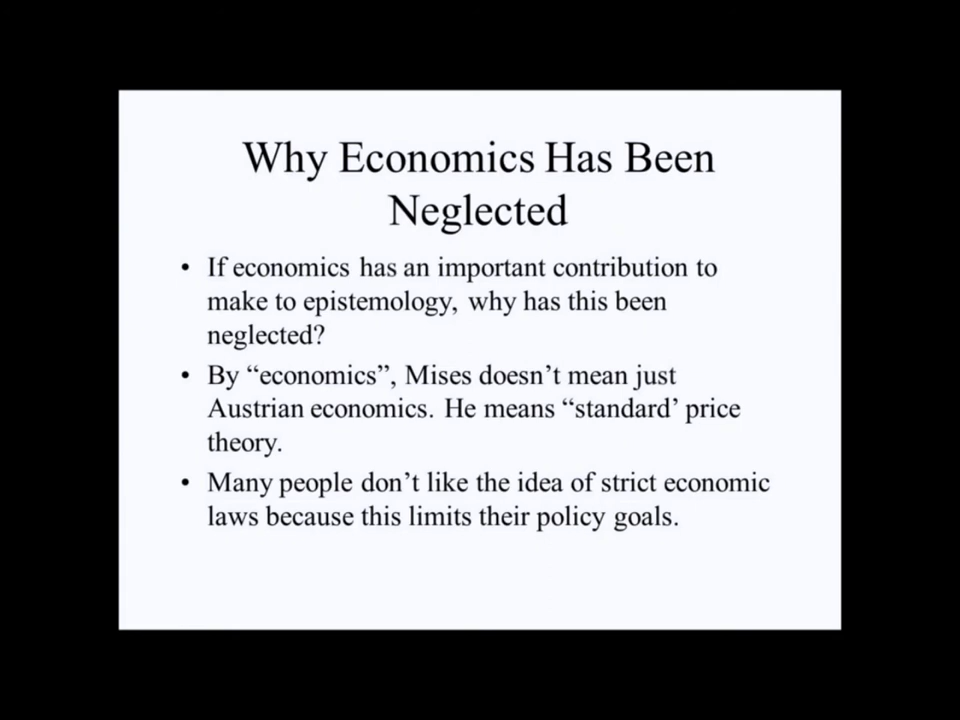 Why Economics Has Been
Neglected
• If economics has an important contribution to
make to epistemology, why has this been
neglected?
• By “economics”, Mises doesn’t mean just
Austrian economics. He means “standard’ price
theory.
• Many people don’t like the idea of strict economic
laws because this limits their policy goals.